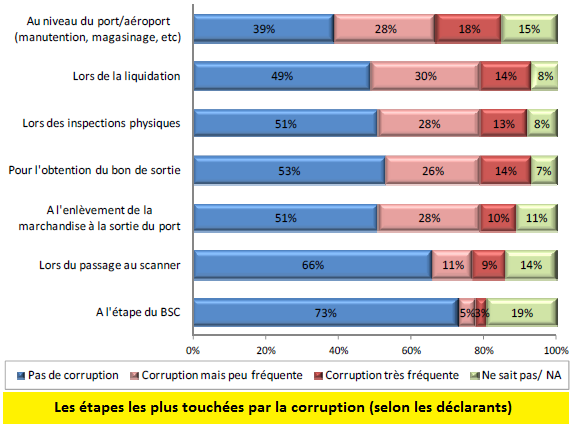 Au niveau du port/aéroport
(manutention, magasinage, etc)
39% 28% 18% 15%
Lors de la liquidation
49% 30% 14% 8%
Lors des inspections physiques
51% 28% 13% 8%
Pour l'obtention du bon de sortie
53% 26% 14% 7%
A l'enlèvement de la
marchandise à la sortie du port
51% 28% 10% 11%
Lors du passage au scanner
66% 11% 9% 14%
A l'étape du BSC
73% 5% 3% 19%
0% 20% 40% 60% 80% 100%
Pas de corruption Corruption mais peu fréquente Corruption très fréquente Ne sait pas/ NA
Les étapes les plus touchées par la corruption (selon les déclarants)